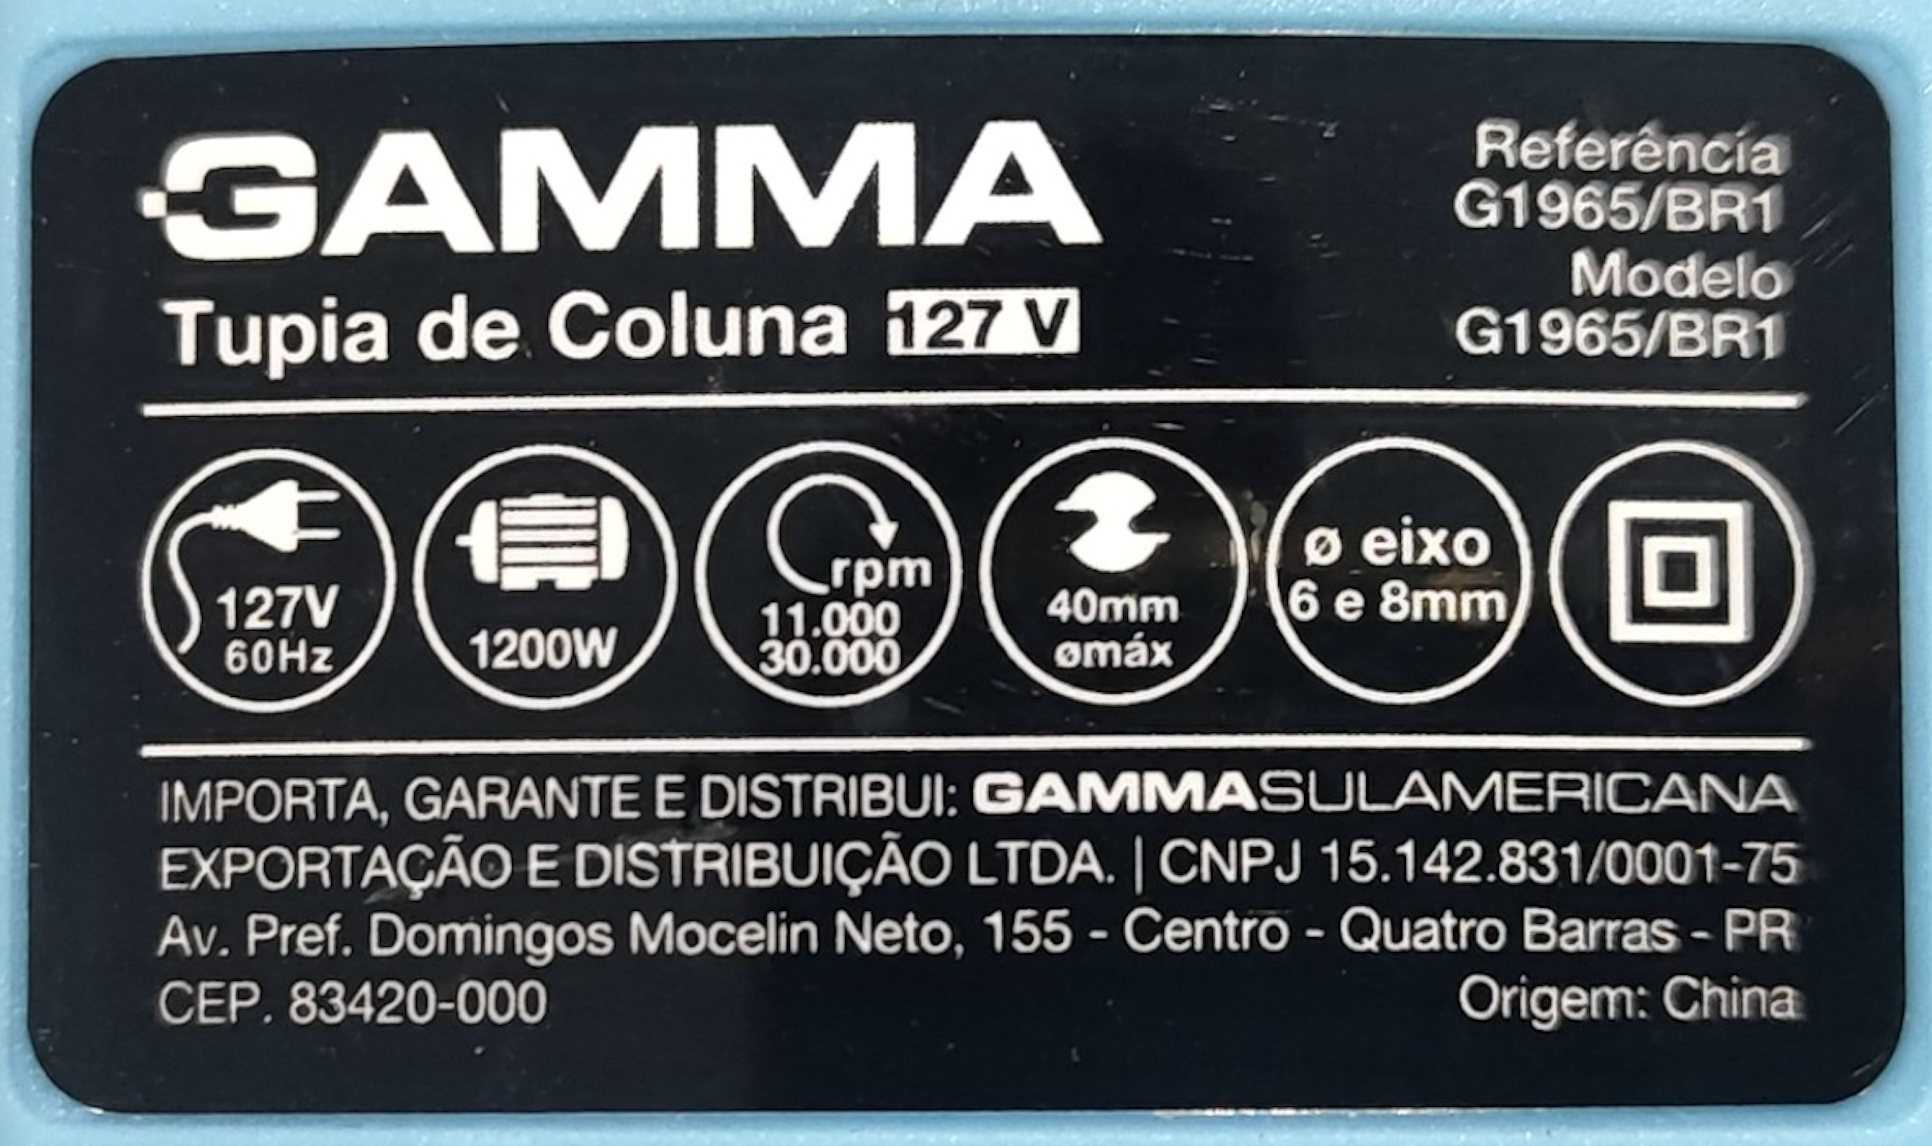 GAMMA
Tupia de Coluna 127 V
Referência
G1965/BR1
Modelo
G1965/BR1
127V
60Hz
1200W
rpm
11.000
30.000
40mm
ømáx
ø eixo
6 e 8mm
IMPORTA, GARANTE E DISTRIBUI: GAMMASULAMERICANA
EXPORTAÇÃO E DISTRIBUIÇÃO LTDA. | CNPJ 15.142.831/0001-75
Av. Pref. Domingos Mocelin Neto, 155 - Centro - Quatro Barras - PR
CEP. 83420-000
Origem: China